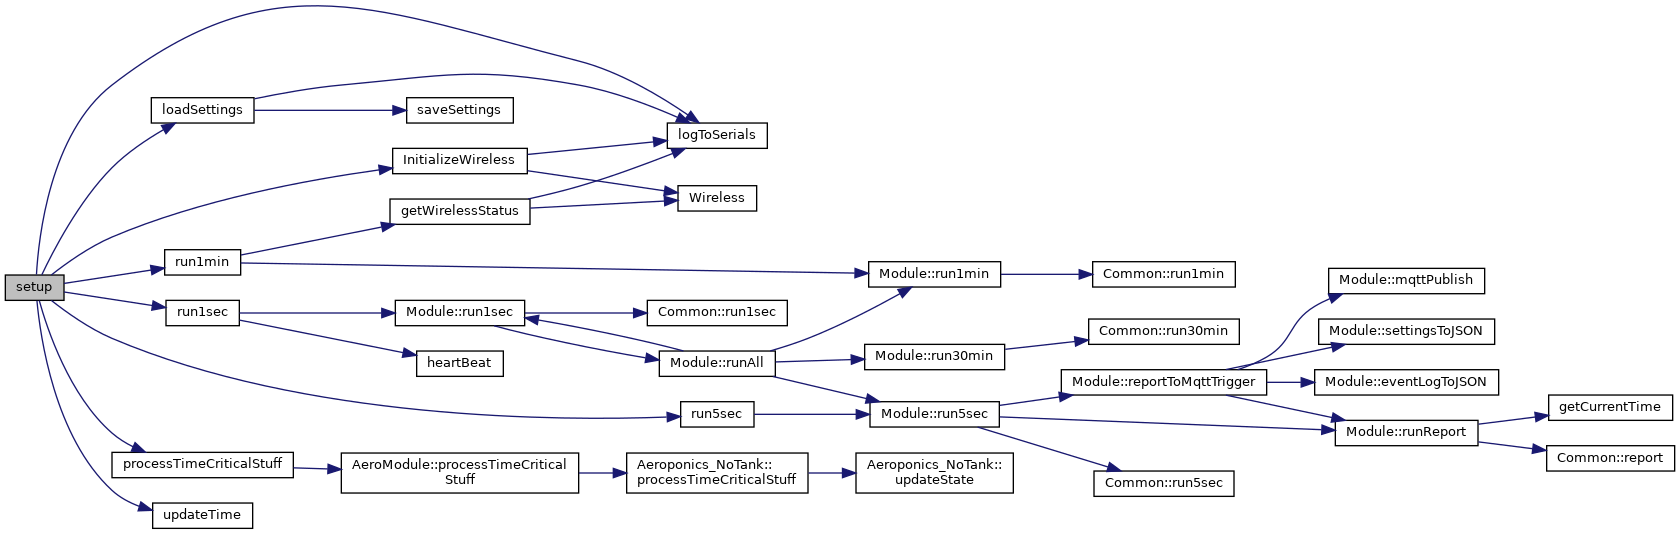 setup
loadSettings
saveSettings
logToSerials
InitializeWireless
Wireless
getWirelessStatus
run1min
Module::run1min
Common::run1min
run1sec
Module::run1sec
Common::run1sec
heartBeat
Module::runAll
Module::run30min
Common::run30min
run5sec
Module::run5sec
Module::reportToMqttTrigger
Module::mqttPublish
Module::settingsToJSON
Module::eventLogToJSON
Module::runReport
getCurrentTime
Common::report
Common::run5sec
processTimeCriticalStuff
AeroModule::processTimeCritical
Stuff
Aeroponics_NoTank::
processTimeCriticalStuff
Aeroponics_NoTank::
updateState
updateTime